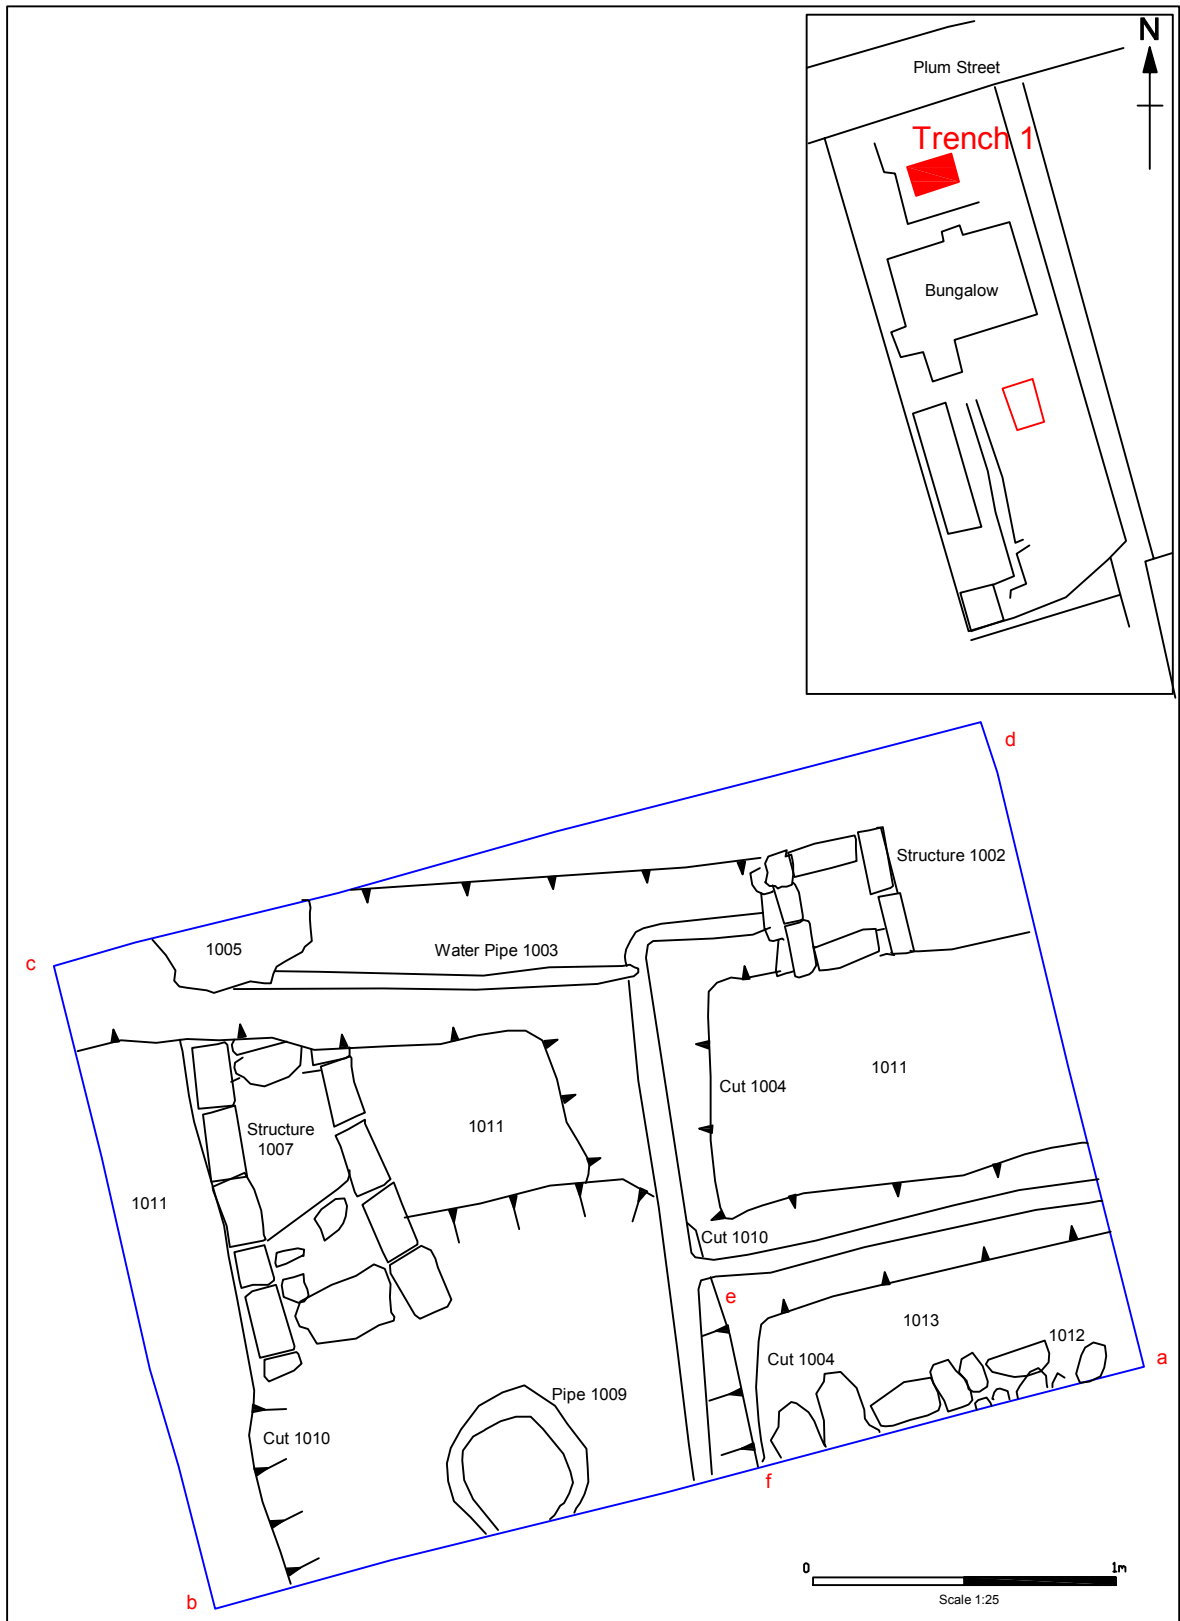 N
Plum Street
Trench 1
Bungalow
d
Structure 1002
1005
Water Pipe 1003
c
1011
Cut 1004
Structure
1007
1011
1011
Cut 1010
e
1013
1012
Cut 1004
a
Pipe 1009
Cut 1010
f
b
0 1m
Scale 1:25